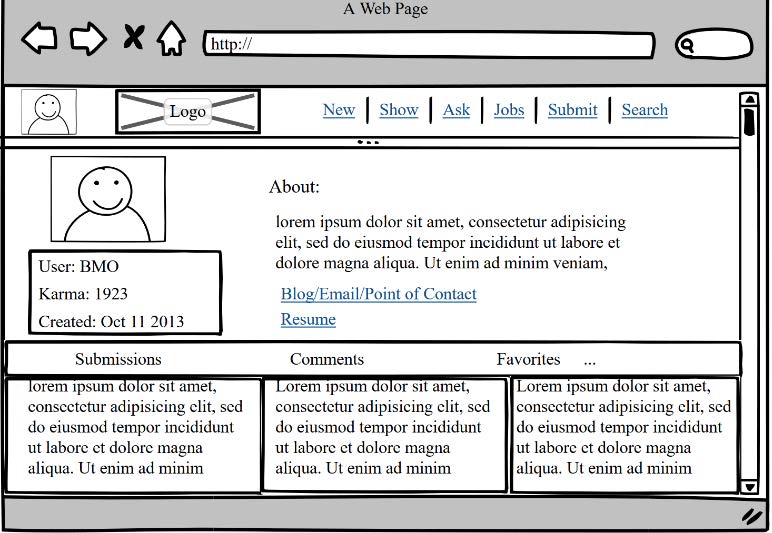 A Web Page
http://
Logo
New
Show
Ask
Jobs
Submit
Search
User: BMO
Karma: 1923
Created: Oct 11 2013
About:
lorem ipsum dolor sit amet, consectetur adipisicing
elit, sed do eiusmod tempor incididunt ut labore et
dolore magna aliqua. Ut enim ad minim veniam,
Blog/Email/Point of Contact
Resume
Submissions
Comments
Favorites
...
lorem ipsum dolor sit amet,
consectetur adipisicing elit, sed
do eiusmod tempor incididunt
ut labore et dolore magna
aliqua. Ut enim ad minim
Lorem ipsum dolor sit amet,
consectetur adipisicing elit, sed
do eiusmod tempor incididunt
ut labore et dolore magna
aliqua. Ut enim ad minim
Lorem ipsum dolor sit amet,
consectetur adipisicing elit, sed
do eiusmod tempor incididunt
ut labore et dolore magna
aliqua. Ut enim ad minim